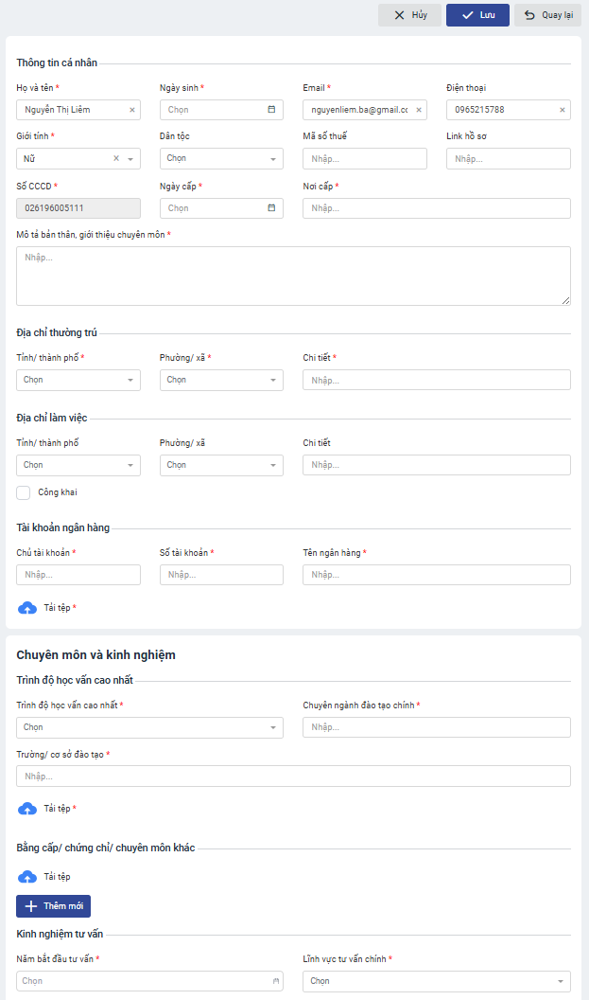 Hủy Lưu Quay lại
Thông tin cá nhân
Họ và tên * Ngày sinh * Email * Điện thoại
Nguyễn Thị Liêm Chọn nguyenliem.ba@gmail.cc 0965215788
Giới tính * Dân tộc Mã số thuế Link hồ sơ
Nữ Chọn Nhập... Nhập...
Số CCCD * Ngày cấp * Nơi cấp *
026196005111 Chọn Nhập...
Mô tả bản thân, giới thiệu chuyên môn *
Nhập...
Địa chỉ thường trú
Tỉnh/ thành phố * Phường/ xã * Chi tiết *
Chọn Chọn Nhập...
Địa chỉ làm việc
Tỉnh/ thành phố Phường/ xã Chi tiết
Chọn Chọn Nhập...
Công khai
Tài khoản ngân hàng
Chủ tài khoản * Số tài khoản * Tên ngân hàng *
Nhập... Nhập... Nhập...
Tải tệp *
Chuyên môn và kinh nghiệm
Trình độ học vấn cao nhất
Trình độ học vấn cao nhất * Chuyên ngành đào tạo chính *
Chọn Nhập...
Trường/ cơ sở đào tạo *
Nhập...
Tải tệp *
Bằng cấp/ chứng chỉ/ chuyên môn khác
Tải tệp
Thêm mới
Kinh nghiệm tư vấn
Năm bắt đầu tư vấn * Lĩnh vực tư vấn chính *
Chọn Chọn